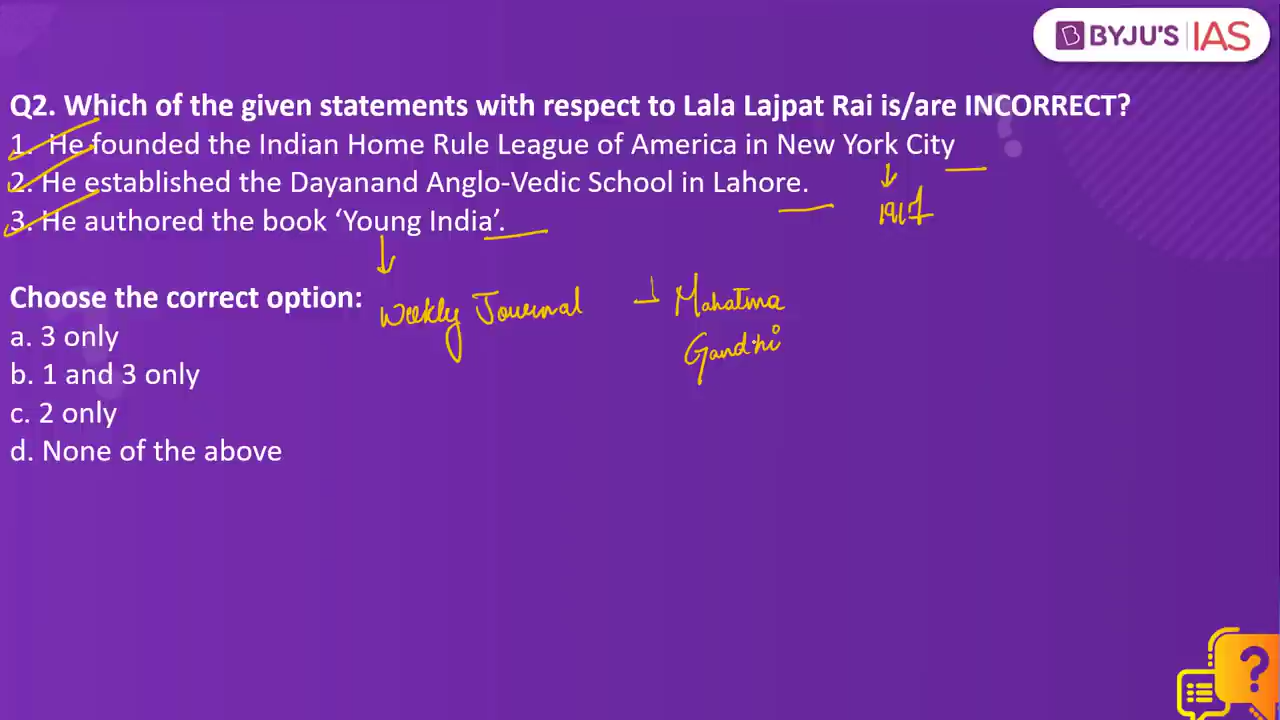 BYJU'S IAS
Q2. Which of the given statements with respect to Lala Lajpat Rai is/are INCORRECT?
1. He founded the Indian Home Rule League of America in New York City
2. He established the Dayanand Anglo-Vedic School in Lahore.
1917
3. He authored the book ‘Young India’.
Choose the correct option:
Weekly Journal → Mahatma
Gandhi
a. 3 only
b. 1 and 3 only
c. 2 only
d. None of the above